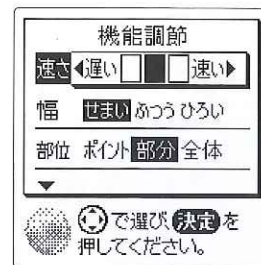 機能調節
速さ ◀遅い 速い▶
幅 せまい ふつう ひろい
部位 ポイント 部分 全体
▼
で選び、決定を
押してください。